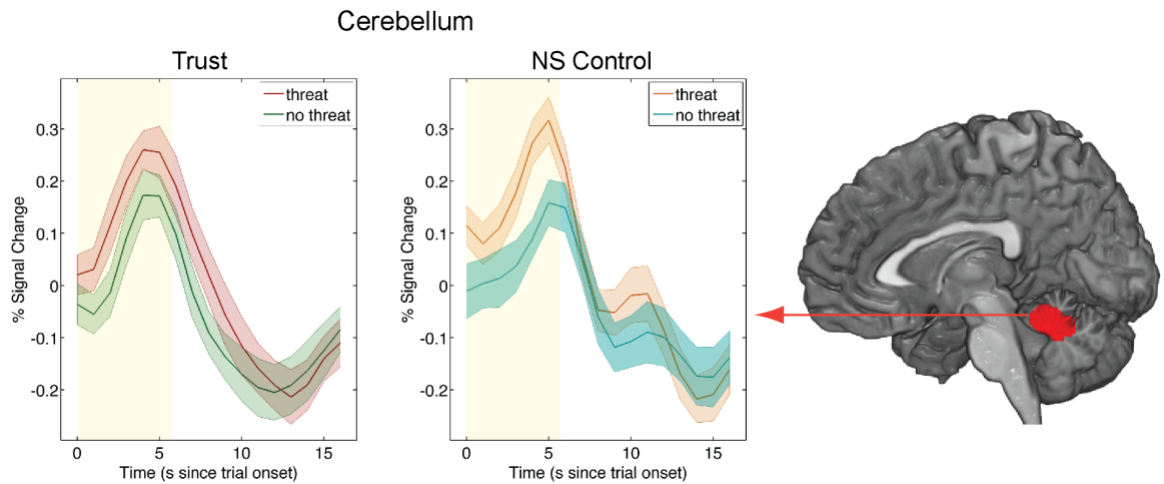 Cerebellum
Trust
NS Control
threat
no threat
threat
no threat
% Signal Change
0.3
0.2
0.1
0
-0.1
-0.2
0
5
10
15
Time (s since trial onset)
% Signal Change
0.3
0.2
0.1
0
-0.1
-0.2
0
5
10
15
Time (s since trial onset)